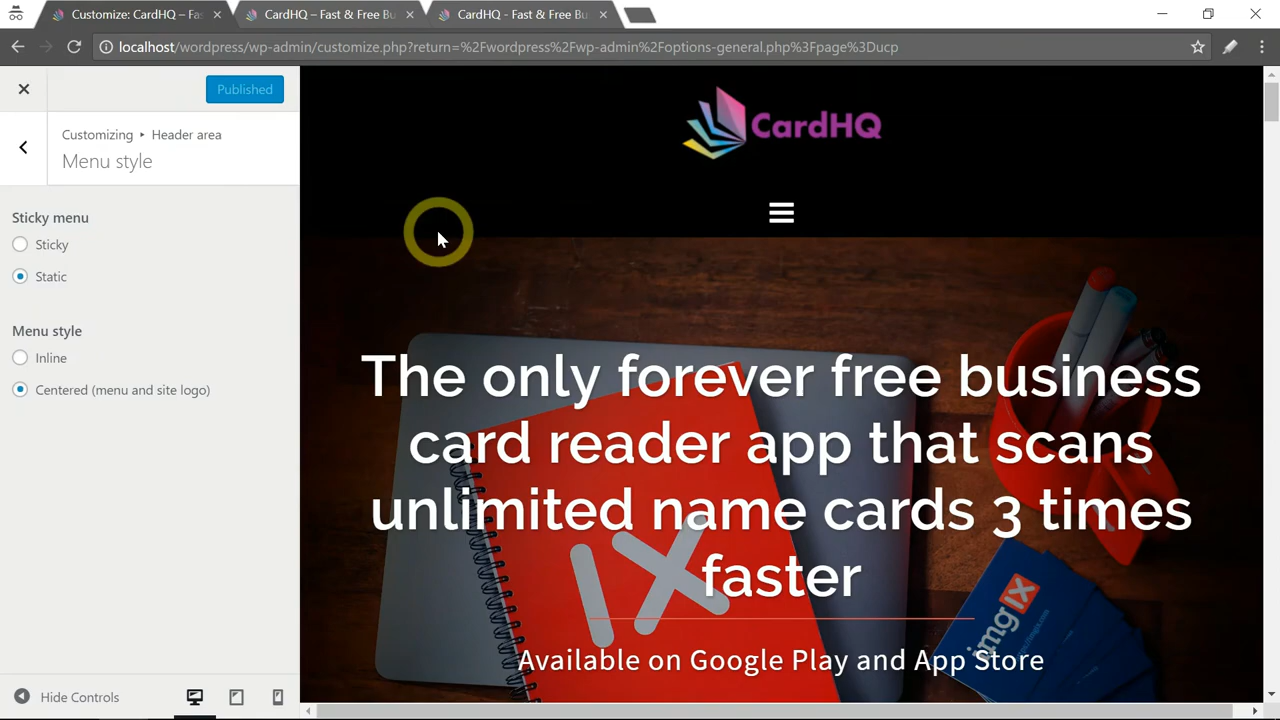 Customize: CardHQ – Fas
CardHQ – Fast & Free Bu
CardHQ - Fast & Free Bu
localhost/wordpress/wp-admin/customize.php?return=%2Fwordpress%2Fwp-admin%2Foptions-general.php%3Fpage%3Ducp
Published
Customizing ▸ Header area
Menu style
Sticky menu
Sticky
Static
Menu style
Inline
Centered (menu and site logo)
Hide Controls
CardHQ
The only forever free business
card reader app that scans
unlimited name cards 3 times
faster
Available on Google Play and App Store
IX
imgIX